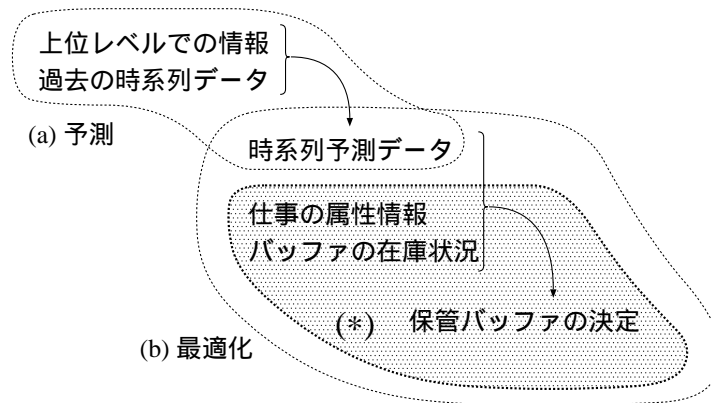 上位レベルでの情報
過去の時系列データ
(a) 予測
時系列予測データ
仕事の属性情報
バッファの在庫状況
(*) 保管バッファの決定
(b) 最適化